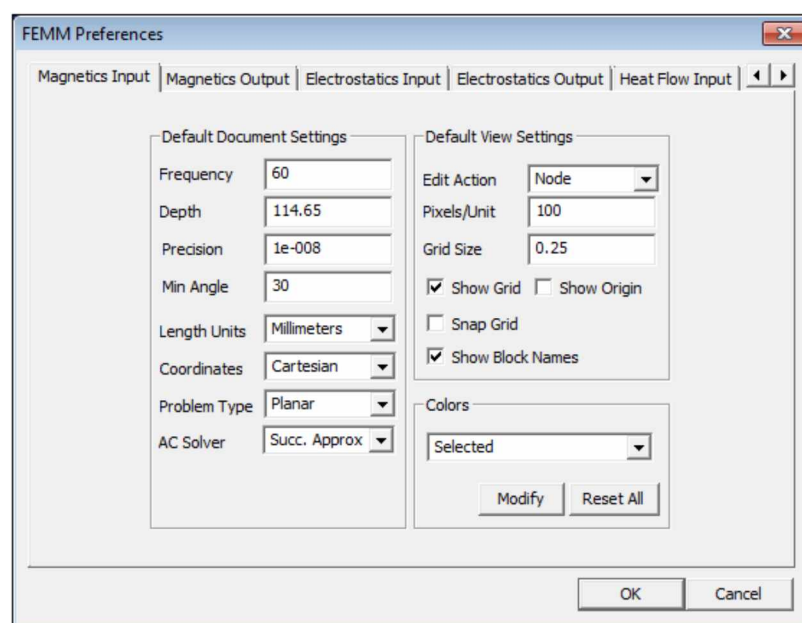 FEMM Preferences
Magnetics Input Magnetics Output Electrostatics Input Electrostatics Output Heat Flow Input
Default Document Settings
Frequency 60
Depth 114.65
Precision 1e-008
Min Angle 30
Length Units Millimeters
Coordinates Cartesian
Problem Type Planar
AC Solver Succ. Approx
Default View Settings
Edit Action Node
Pixels/Unit 100
Grid Size 0.25
Show Grid Show Origin
Snap Grid
Show Block Names
Colors
Selected
Modify Reset All
OK Cancel